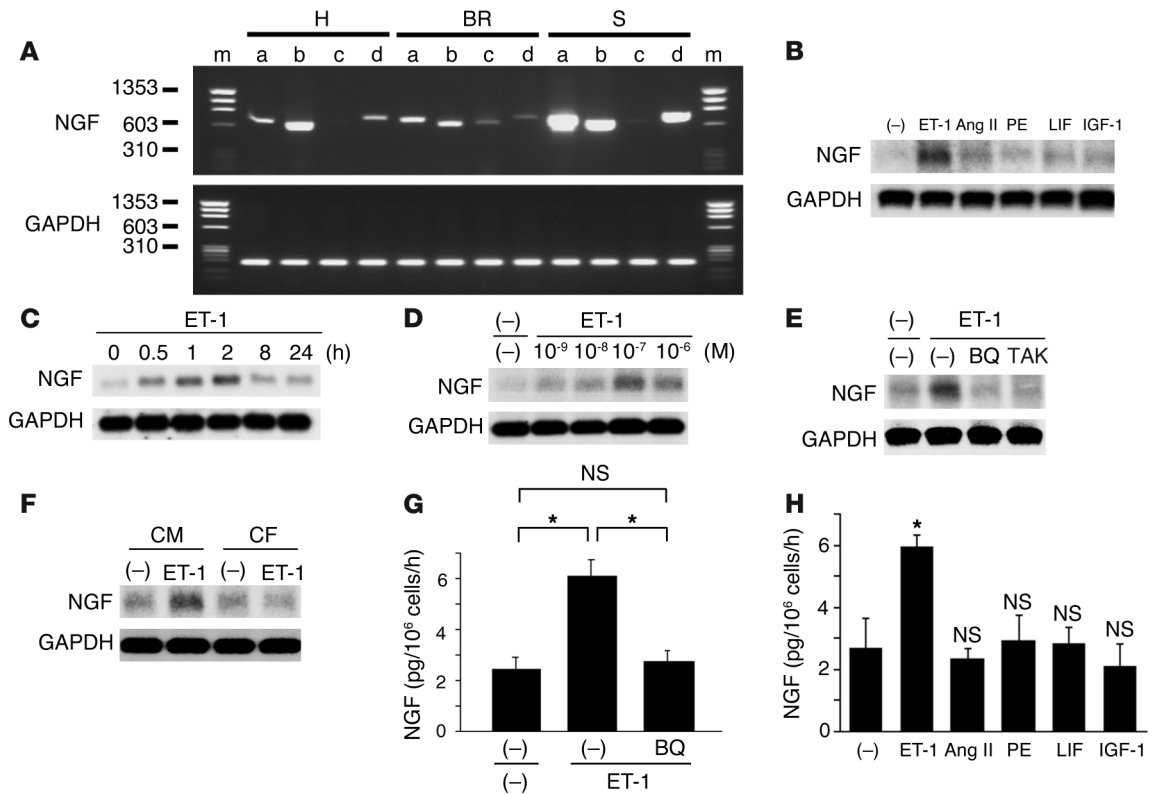 A
H BR S
m a b c d a b c d a b c d m
1353
NGF 603
310
1353
GAPDH 603
310
B
(-) ET-1 Ang II PE LIF IGF-1
NGF
GAPDH
C
ET-1
0 0.5 1 2 8 24 (h)
NGF
GAPDH
D
(-) ET-1
(-) 10⁻⁹ 10⁻⁸ 10⁻⁷ 10⁻⁶ (M)
NGF
GAPDH
E
(-) ET-1
(-) (-) BQ TAK
NGF
GAPDH
F
CM CF
(-) ET-1 (-) ET-1
NGF
GAPDH
G
NS
* *
NGF (pg/10⁶ cells/h)
6
4
2
0
(-) (-) BQ
(-) ET-1
H
NGF (pg/10⁶ cells/h)
6
4
2
0
* NS NS NS NS
(-) ET-1 Ang II PE LIF IGF-1